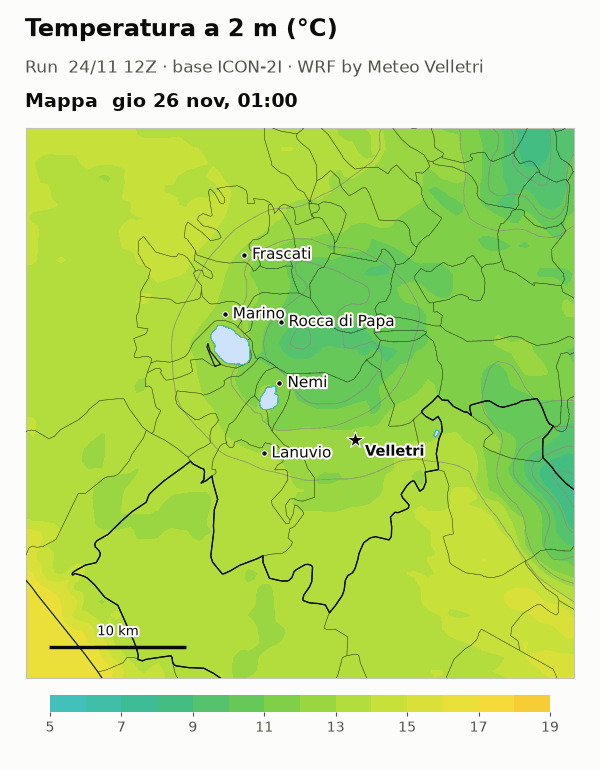 Temperatura a 2 m (°C)
Run  24/11 12Z · base ICON-2I · WRF by Meteo Velletri
Mappa  gio 26 nov, 01:00
Frascati
Marino
Rocca di Papa
Nemi
Velletri
Lanuvio
10 km
5 7 9 11 13 15 17 19